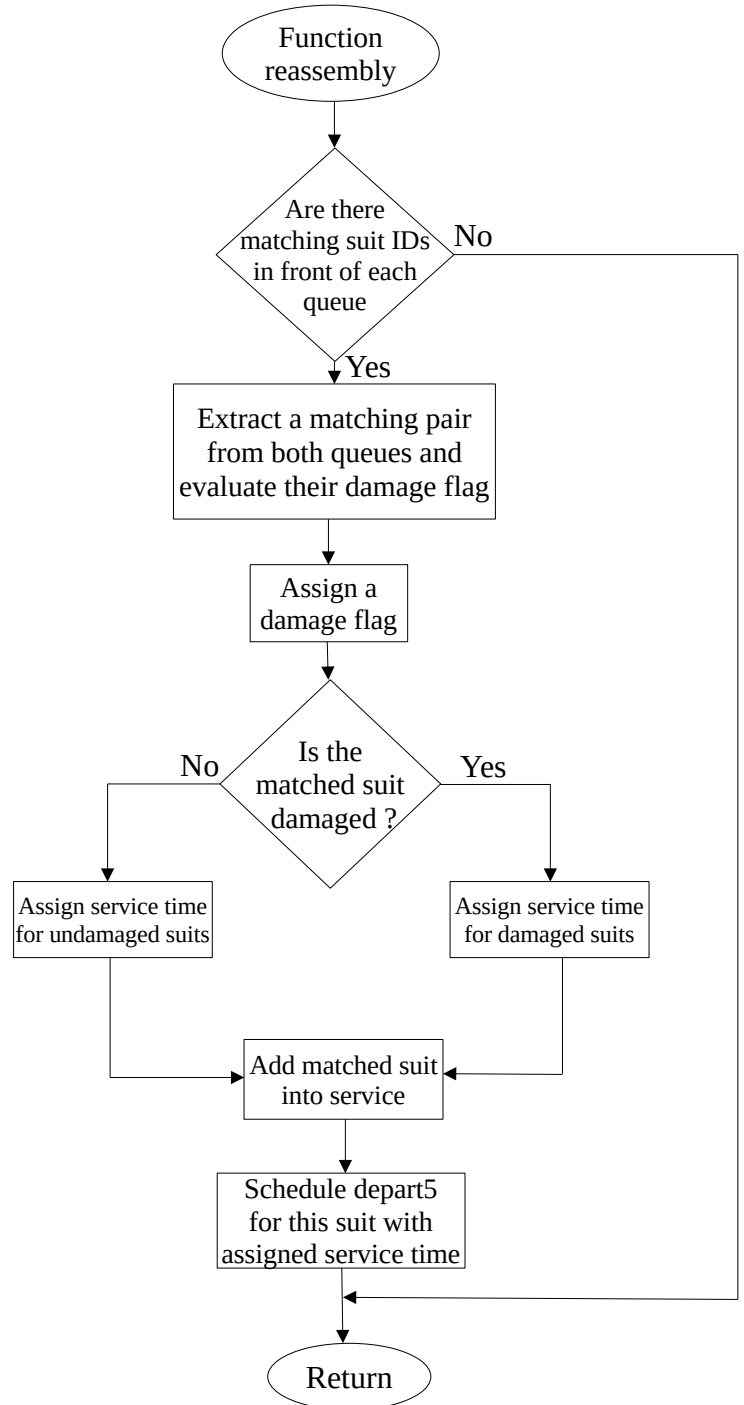 Function
reassembly
Are there
matching suit IDs
in front of each
queue
No
Yes
Extract a matching pair
from both queues and
evaluate their damage flag
Assign a
damage flag
Is the
matched suit
damaged ?
No
Yes
Assign service time
for undamaged suits
Assign service time
for damaged suits
Add matched suit
into service
Schedule depart5
for this suit with
assigned service time
Return